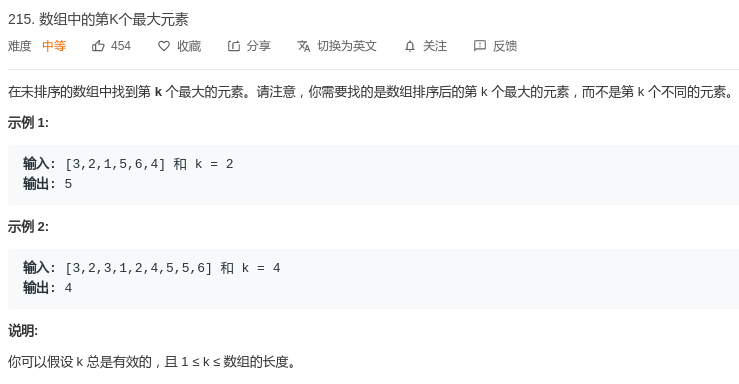 215. 数组中的第K个最大元素
难度 中等 454 收藏 分享 切换为英文 关注 反馈
在未排序的数组中找到第 k 个最大的元素。请注意，你需要找的是数组排序后的第 k 个最大的元素，而不是第 k 个不同的元素。
示例 1:
输入: [3,2,1,5,6,4] 和 k = 2
输出: 5
示例 2:
输入: [3,2,3,1,2,4,5,5,6] 和 k = 4
输出: 4
说明:
你可以假设 k 总是有效的，且 1 ≤ k ≤ 数组的长度。